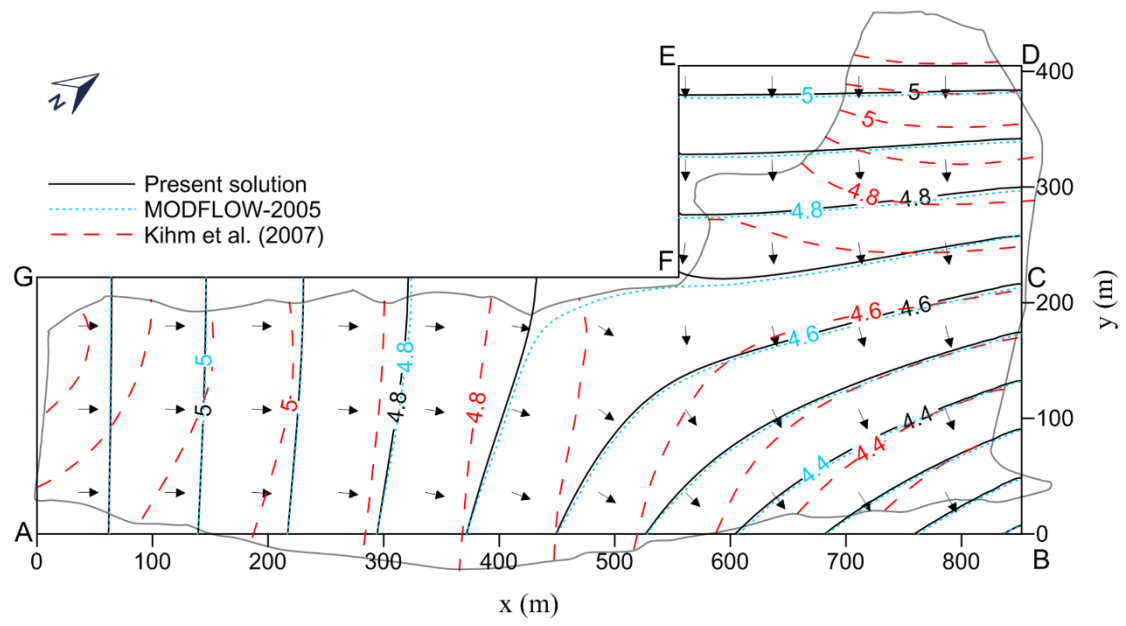 E
D
400
N
5
5
5
Present solution
MODFLOW-2005
Kihm et al. (2007)
300
4.8
4.8
4.8
F
G
C
200
y (m)
4.6
4.6
4.6
5
5
5
4.8
4.8
4.8
100
4.4
4.4
4.4
A
0
B
0
100
200
300
400
500
600
700
800
x (m)